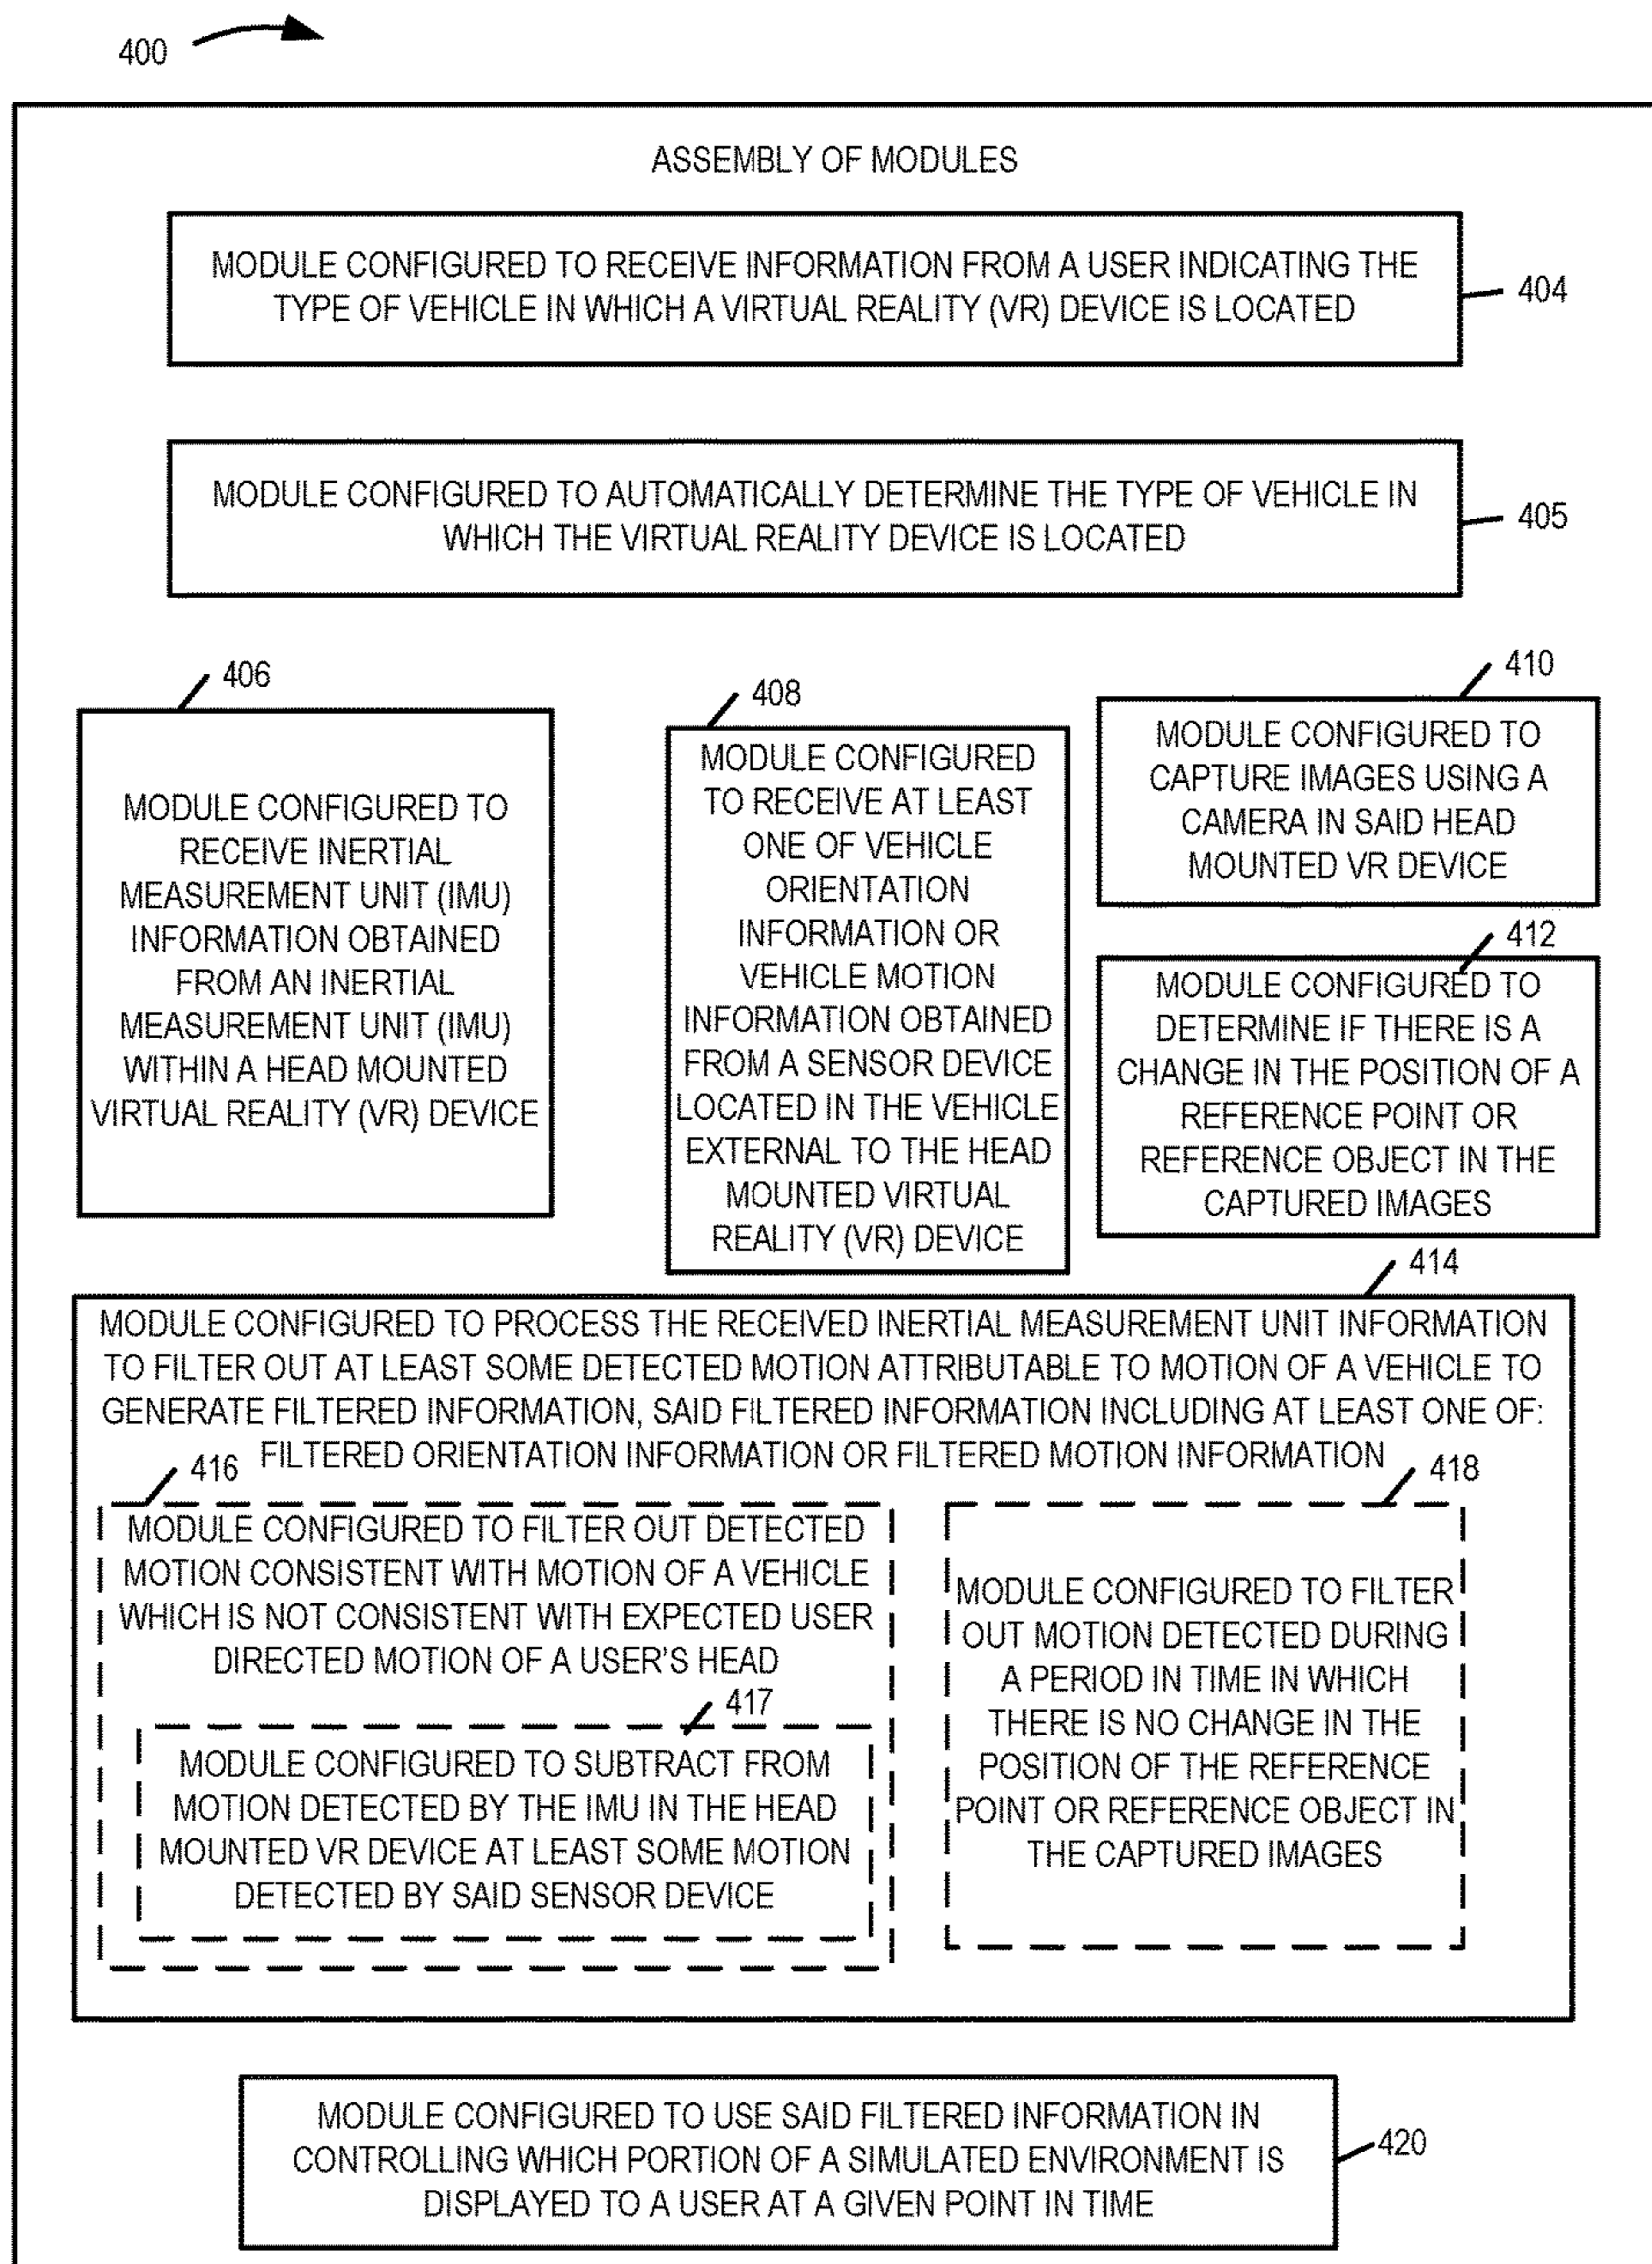 400
ASSEMBLY OF MODULES
MODULE CONFIGURED TO RECEIVE INFORMATION FROM A USER INDICATING THE
TYPE OF VEHICLE IN WHICH A VIRTUAL REALITY (VR) DEVICE IS LOCATED
404
MODULE CONFIGURED TO AUTOMATICALLY DETERMINE THE TYPE OF VEHICLE IN
WHICH THE VIRTUAL REALITY DEVICE IS LOCATED
405
406
MODULE CONFIGURED TO
RECEIVE INERTIAL
MEASUREMENT UNIT (IMU)
INFORMATION OBTAINED
FROM AN INERTIAL
MEASUREMENT UNIT (IMU)
WITHIN A HEAD MOUNTED
VIRTUAL REALITY (VR) DEVICE
408
MODULE CONFIGURED
TO RECEIVE AT LEAST
ONE OF VEHICLE
ORIENTATION
INFORMATION OR
VEHICLE MOTION
INFORMATION OBTAINED
FROM A SENSOR DEVICE
LOCATED IN THE VEHICLE
EXTERNAL TO THE HEAD
MOUNTED VIRTUAL
REALITY (VR) DEVICE
410
MODULE CONFIGURED TO
CAPTURE IMAGES USING A
CAMERA IN SAID HEAD
MOUNTED VR DEVICE
412
MODULE CONFIGURED TO
DETERMINE IF THERE IS A
CHANGE IN THE POSITION OF A
REFERENCE POINT OR
REFERENCE OBJECT IN THE
CAPTURED IMAGES
414
MODULE CONFIGURED TO PROCESS THE RECEIVED INERTIAL MEASUREMENT UNIT INFORMATION
TO FILTER OUT AT LEAST SOME DETECTED MOTION ATTRIBUTABLE TO MOTION OF A VEHICLE TO
GENERATE FILTERED INFORMATION, SAID FILTERED INFORMATION INCLUDING AT LEAST ONE OF:
FILTERED ORIENTATION INFORMATION OR FILTERED MOTION INFORMATION
416
MODULE CONFIGURED TO FILTER OUT DETECTED
MOTION CONSISTENT WITH MOTION OF A VEHICLE
WHICH IS NOT CONSISTENT WITH EXPECTED USER
DIRECTED MOTION OF A USER'S HEAD
417
MODULE CONFIGURED TO SUBTRACT FROM
MOTION DETECTED BY THE IMU IN THE HEAD
MOUNTED VR DEVICE AT LEAST SOME MOTION
DETECTED BY SAID SENSOR DEVICE
418
MODULE CONFIGURED TO FILTER
OUT MOTION DETECTED DURING
A PERIOD IN TIME IN WHICH
THERE IS NO CHANGE IN THE
POSITION OF THE REFERENCE
POINT OR REFERENCE OBJECT IN
THE CAPTURED IMAGES
MODULE CONFIGURED TO USE SAID FILTERED INFORMATION IN
CONTROLLING WHICH PORTION OF A SIMULATED ENVIRONMENT IS
DISPLAYED TO A USER AT A GIVEN POINT IN TIME
420